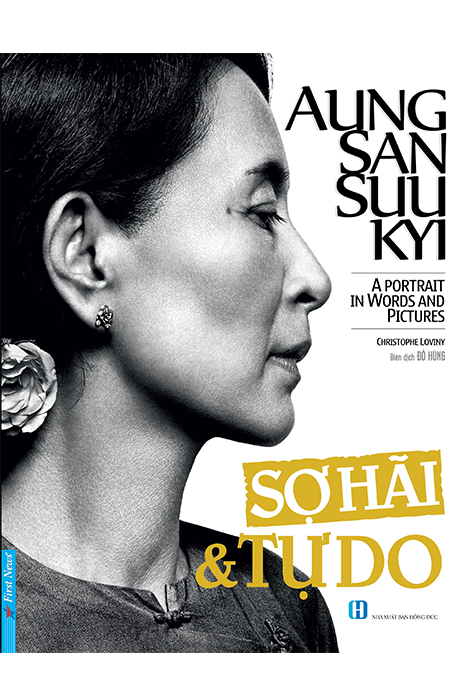 AUNG
SAN
SUU
KYI
A PORTRAIT
IN WORDS AND
PICTURES
CHRISTOPHE LOVINY
Biên dịch ĐỖ HÙNG
SỢ HÃI
& TỰ DO
First News
H
NHÀ XUẤT BẢN HỒNG ĐỨC